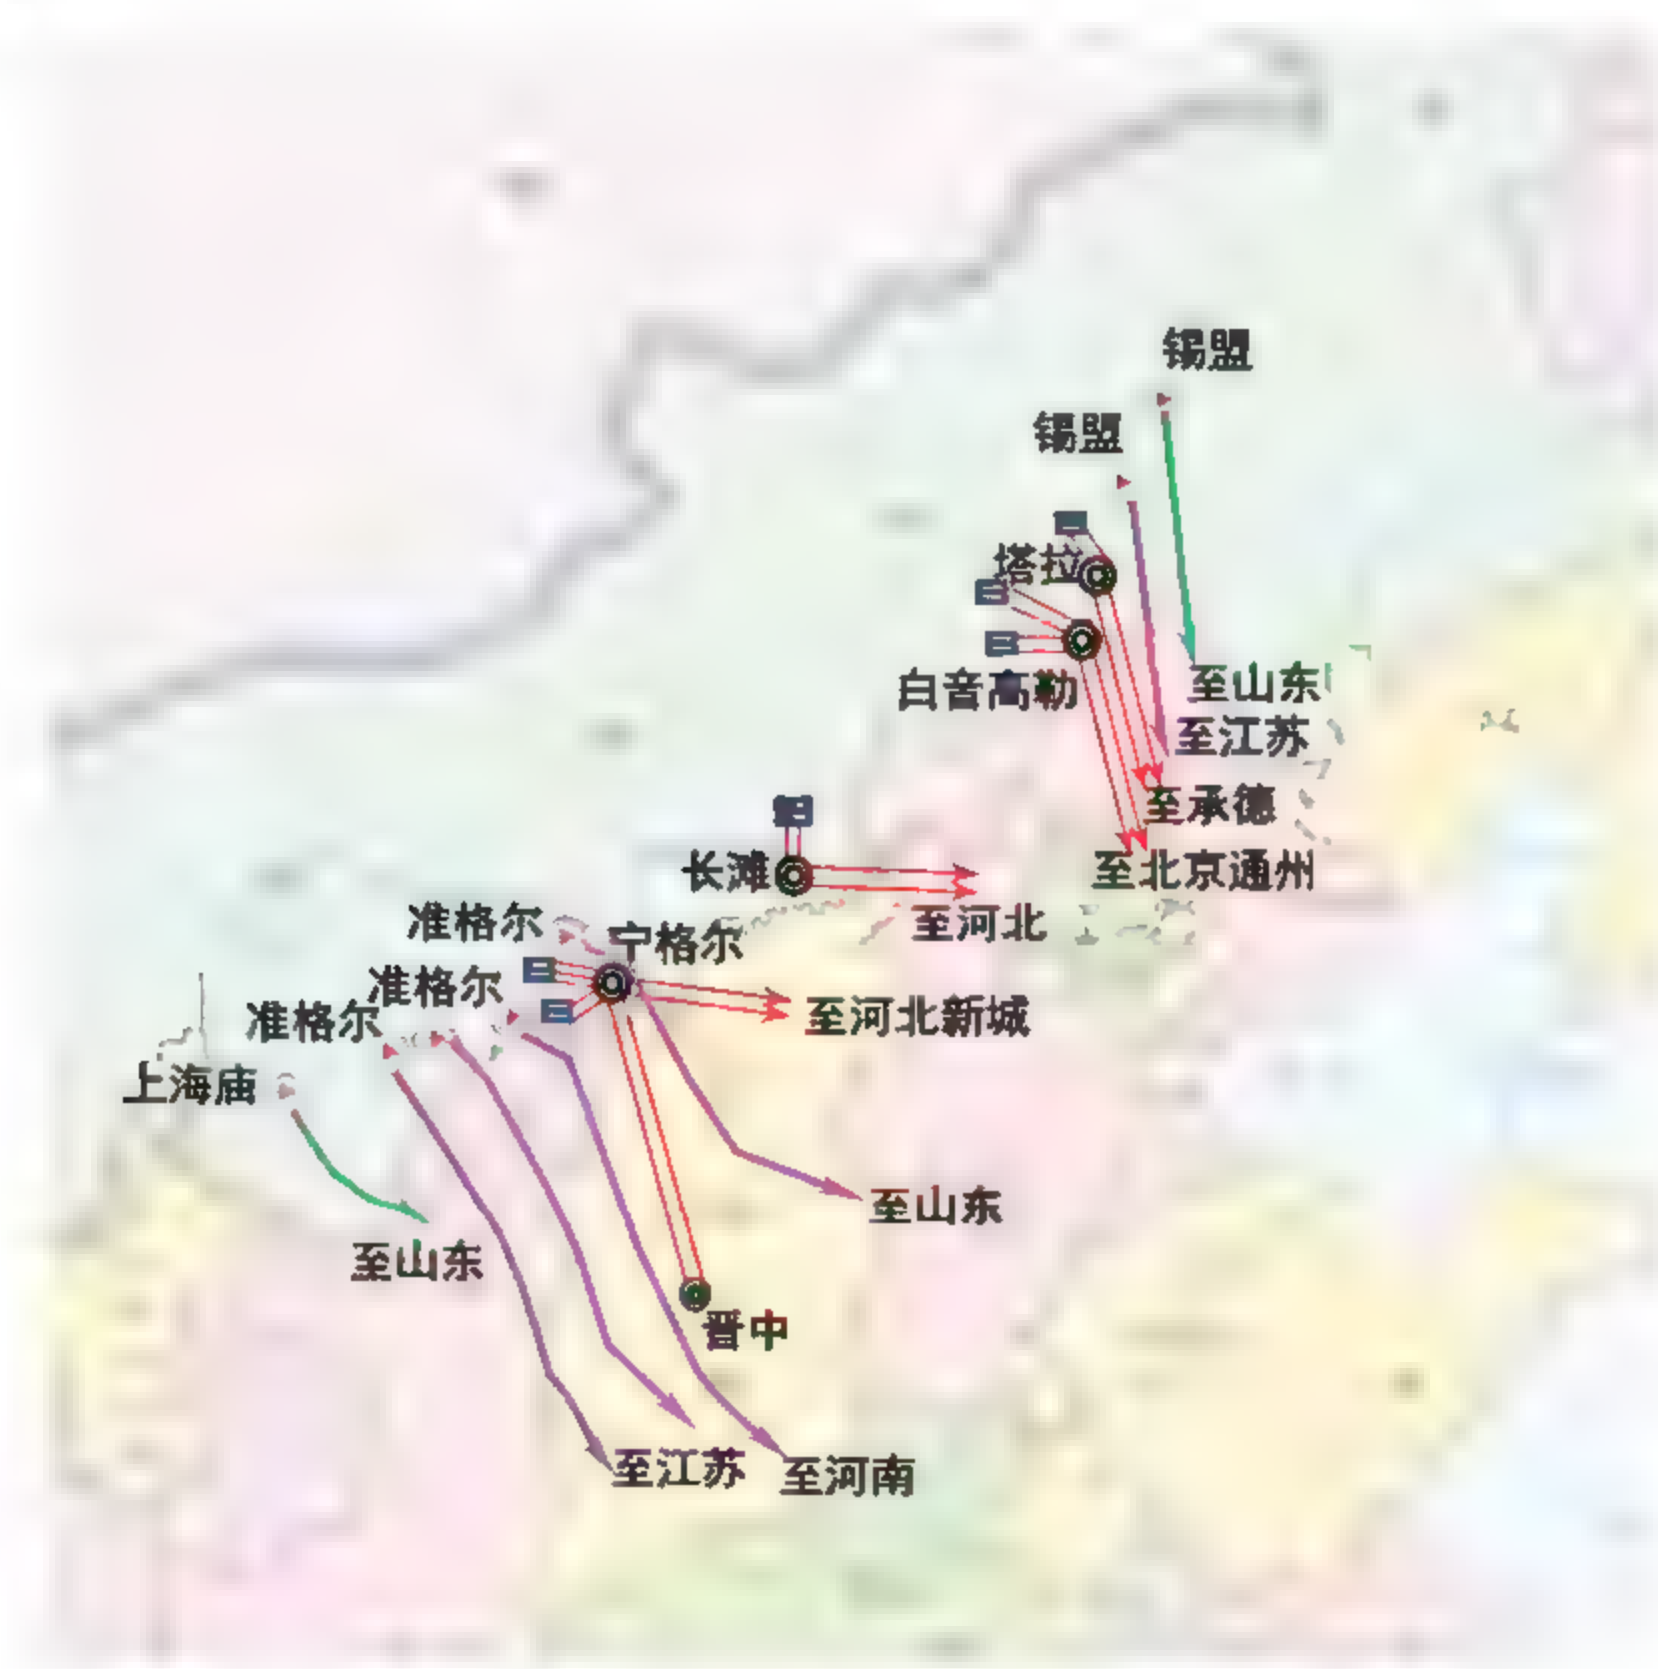 锡盟
锡盟
塔拉
白音高勒
至山东
至江苏
至承德
长滩
至北京通州
准格尔
宁格尔
至河北
准格尔
准格尔
至河北新城
上海庙
至山东
至山东
晋中
至江苏
至河南